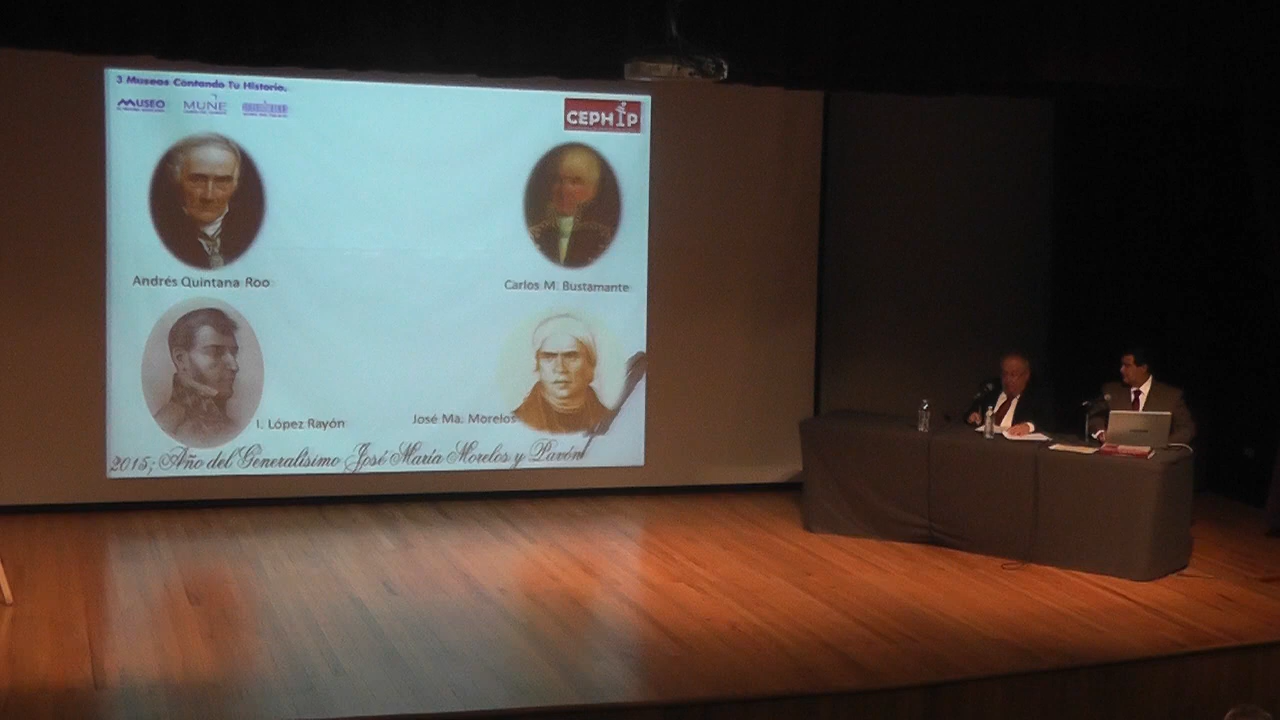 3 Museos Contando Tu Historia.
MUSEO
MUNE
CEPHIP
Andrés Quintana Roo
Carlos M. Bustamante
I. López Rayón
José Ma. Morelos
2015; Año del Generalísimo José María Morelos y Pavón